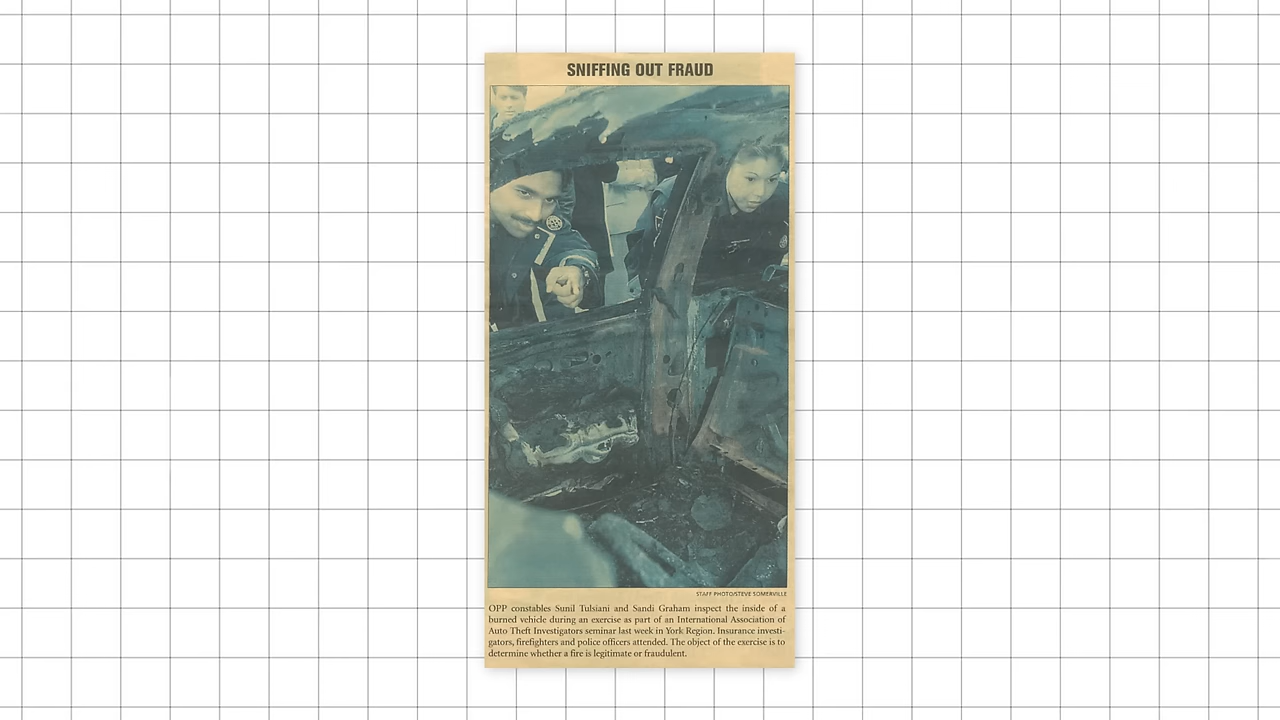 SNIFFING OUT FRAUD
STAFF PHOTO/STEVE SOMERVILLE
OPP constables Sunil Tulsiani and Sandi Graham inspect the inside of a
burned vehicle during an exercise as part of an International Association of
Auto Theft Investigators seminar last week in York Region. Insurance investi-
gators, firefighters and police officers attended. The object of the exercise is to
determine whether a fire is legitimate or fraudulent.